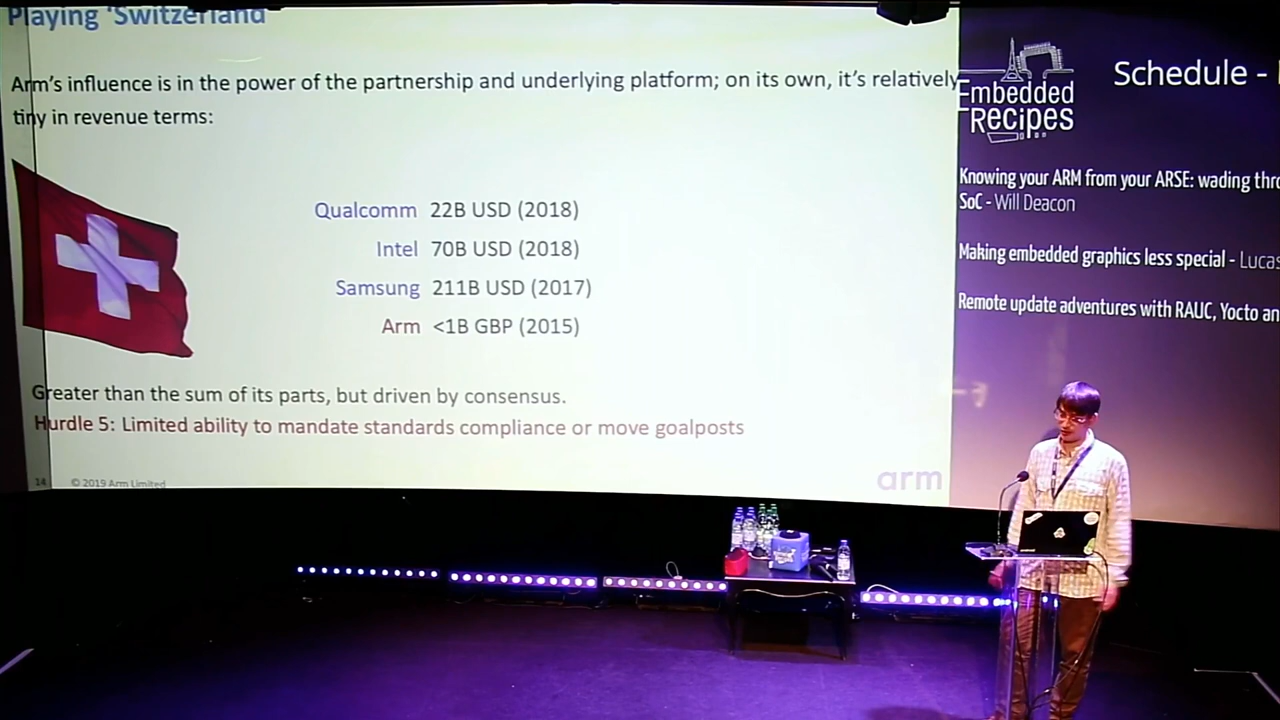 Playing 'Switzerland'
Arm's influence is in the power of the partnership and underlying platform; on its own, it's relatively
tiny in revenue terms:
Qualcomm 22B USD (2018)
Intel 70B USD (2018)
Samsung 211B USD (2017)
Arm <1B GBP (2015)
Greater than the sum of its parts, but driven by consensus.
Hurdle 5: Limited ability to mandate standards compliance or move goalposts
14 © 2019 Arm Limited
arm
Embedded
Recipes
Schedule -
Knowing your ARM from your ARSE: wading thr
SoC - Will Deacon
Making embedded graphics less special - Lucas
Remote update adventures with RAUC, Yocto an